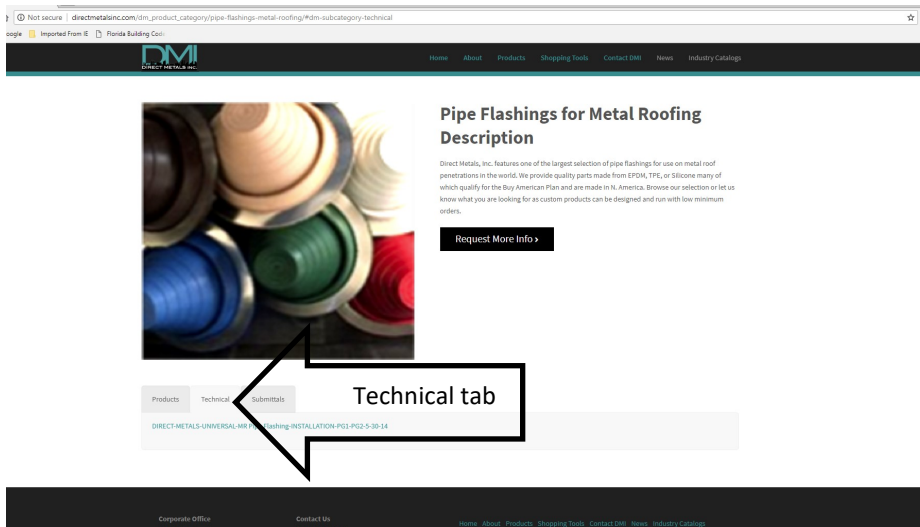 Not secure | directmetalsinc.com/dm_product_category/pipe-flashings-metal-roofing/#dm-subcategory-technical
oogle Imported From IE Florida Building Codi
DMI
DIRECT METALS INC.
Home About Products Shopping Tools Contact DMI News Industry Catalogs
Pipe Flashings for Metal Roofing
Description
Direct Metals, Inc. features one of the largest selection of pipe flashings for use on metal roof
penetrations in the world. We provide quality parts made from EPDM, TPE, or Silicone many of
which qualify for the Buy American Plan and are made in N. America. Browse our selection or let us
know what you are looking for as custom products can be designed and run with low minimum
orders.
Request More Info ›
Technical tab
Products Technical Submittals
DIRECT-METALS-UNIVERSAL-MR Pipe Flashing-INSTALLATION-PG1-PG2-5-30-14
Corporate Office Contact Us
Home About Products Shopping Tools Contact DMI News Industry Catalogs